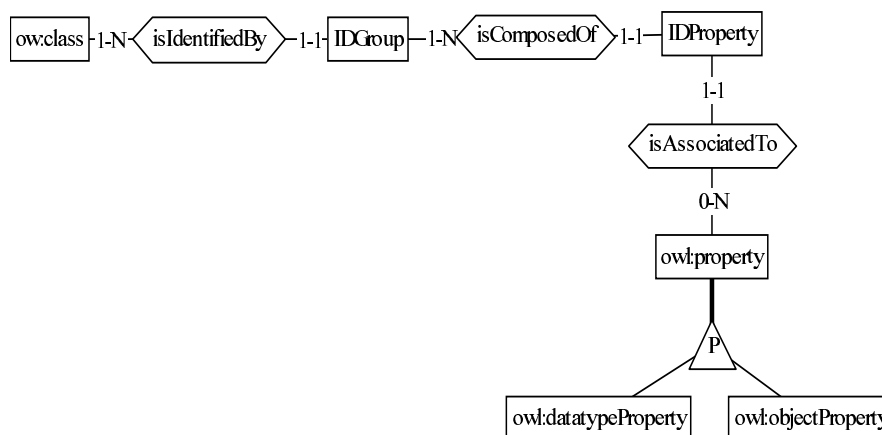 ow:class 1-N isIdentifiedBy 1-1 IDGroup 1-N isComposedOf 1-1 IDProperty
1-1
isAssociatedTo
0-N
owl:property
P
owl:datatypeProperty owl:objectProperty